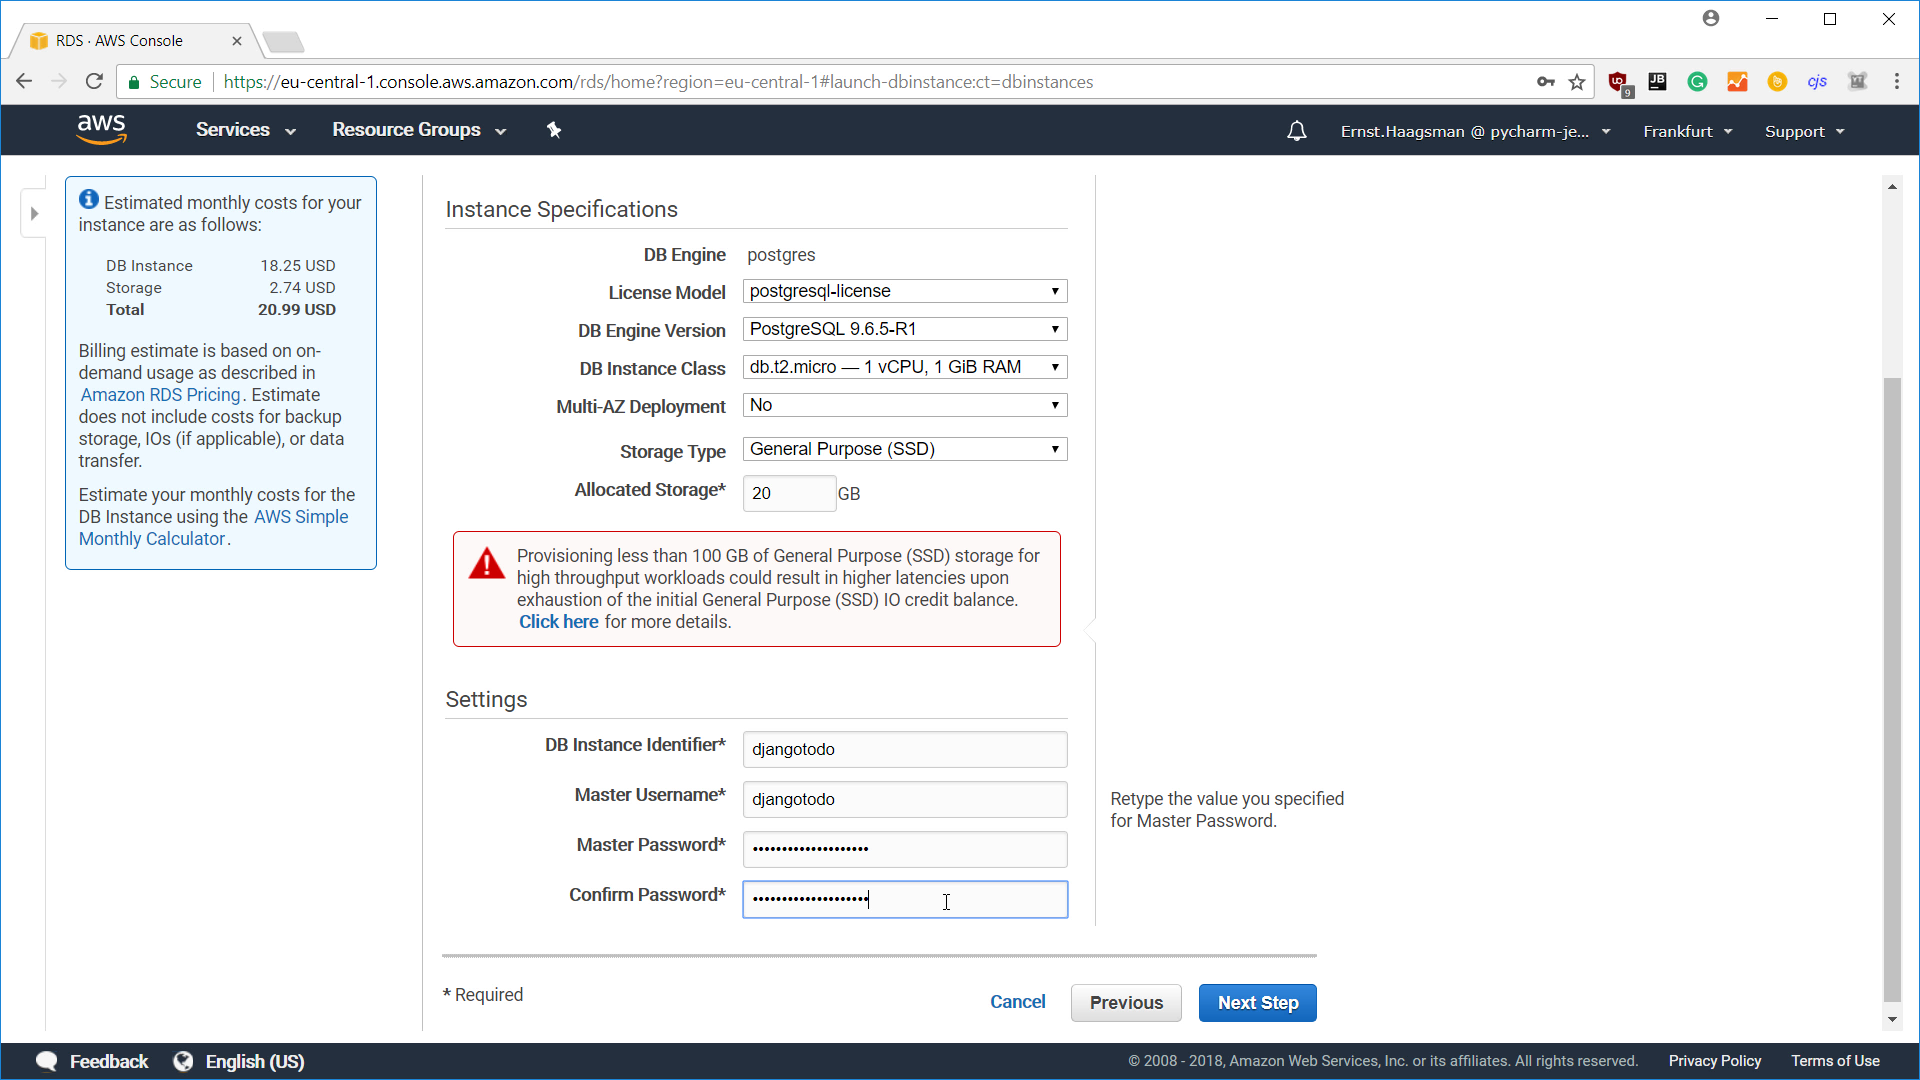 RDS · AWS Console
Secure
https://eu-central-1.console.aws.amazon.com/rds/home?region=eu-central-1#launch-dbinstance:ct=dbinstances
9
JB
cjs
aws
Services
Resource Groups
Ernst.Haagsman @ pycharm-je...
Frankfurt
Support
Estimated monthly costs for your
instance are as follows:
DB Instance 18.25 USD
Storage 2.74 USD
Total 20.99 USD
Billing estimate is based on on-
demand usage as described in
Amazon RDS Pricing. Estimate
does not include costs for backup
storage, IOs (if applicable), or data
transfer.
Estimate your monthly costs for the
DB Instance using the AWS Simple
Monthly Calculator.
Instance Specifications
DB Engine postgres
License Model postgresql-license
DB Engine Version PostgreSQL 9.6.5-R1
DB Instance Class db.t2.micro — 1 vCPU, 1 GiB RAM
Multi-AZ Deployment No
Storage Type General Purpose (SSD)
Allocated Storage* 20 GB
Provisioning less than 100 GB of General Purpose (SSD) storage for
high throughput workloads could result in higher latencies upon
exhaustion of the initial General Purpose (SSD) IO credit balance.
Click here for more details.
Settings
DB Instance Identifier* djangotodo
Master Username* djangotodo
Master Password* ••••••••••••••••••••
Confirm Password* ••••••••••••••••••••
Retype the value you specified
for Master Password.
* Required
Cancel
Previous
Next Step
Feedback
English (US)
© 2008 - 2018, Amazon Web Services, Inc. or its affiliates. All rights reserved.
Privacy Policy
Terms of Use